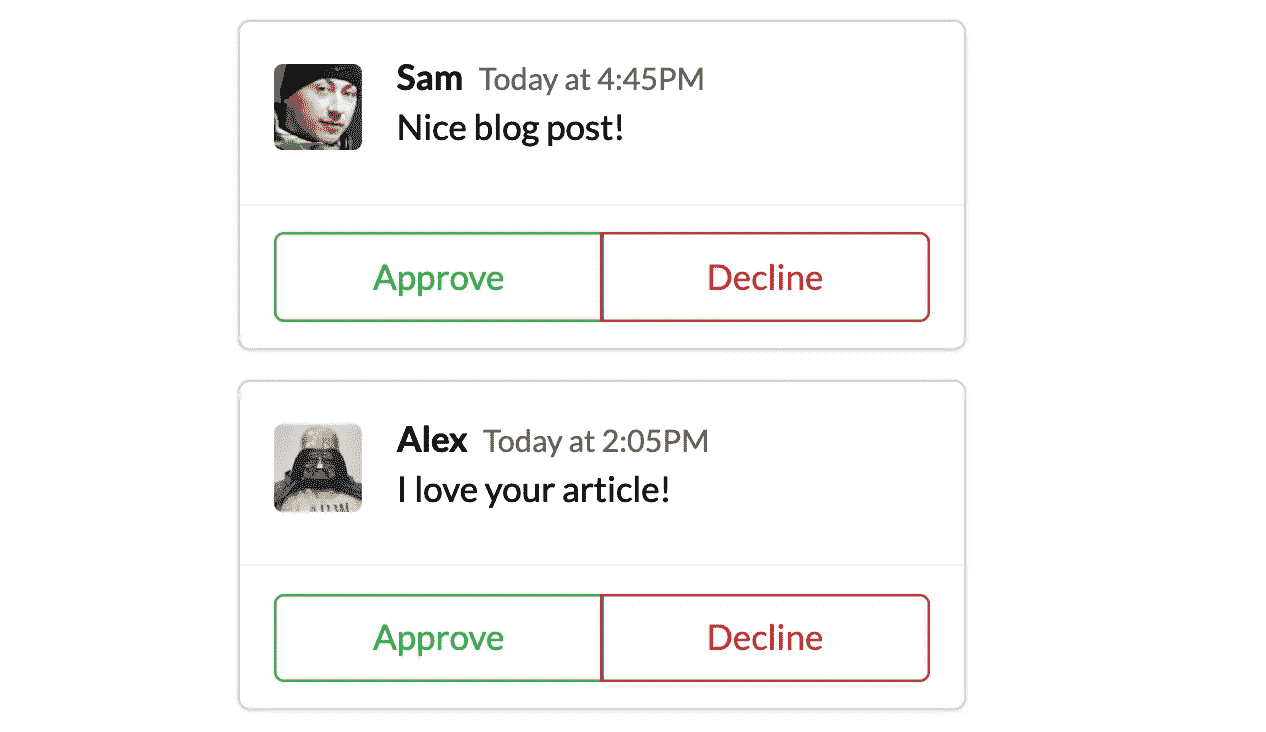 Sam Today at 4:45PM
Nice blog post!
Approve Decline
Alex Today at 2:05PM
I love your article!
Approve Decline